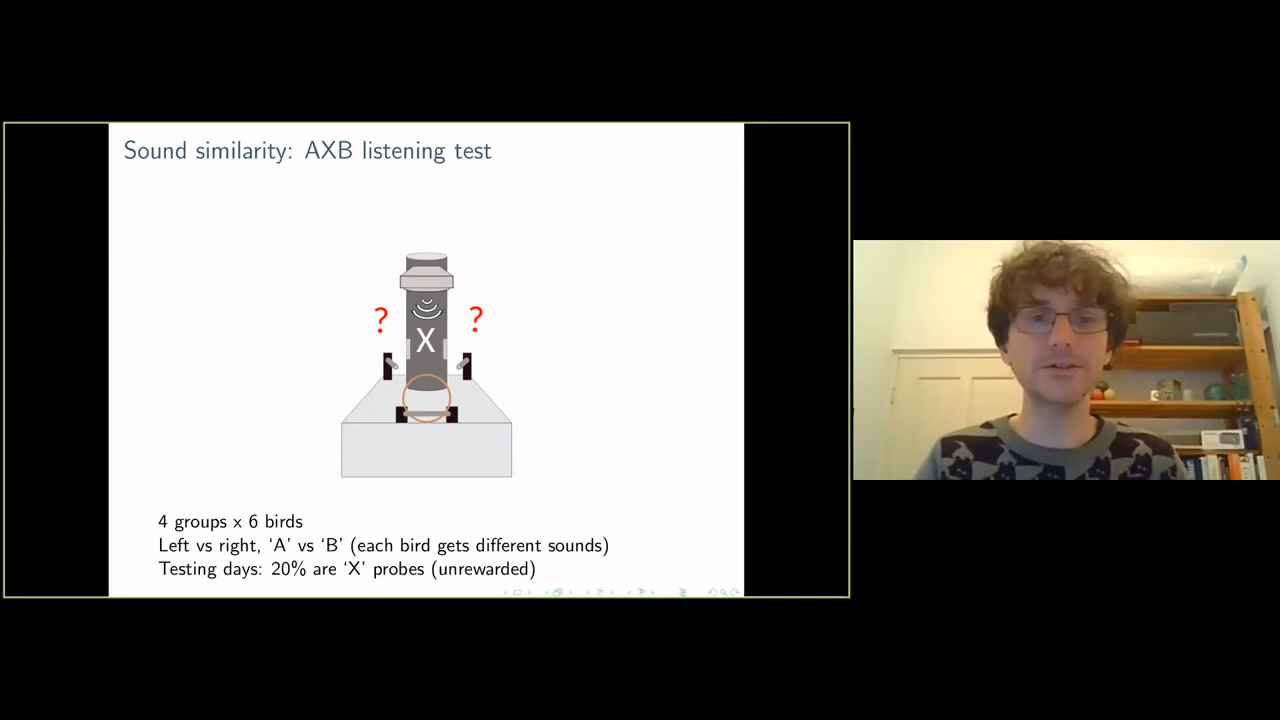 Sound similarity: AXB listening test
? ?
X
4 groups x 6 birds
Left vs right, ‘A’ vs ‘B’ (each bird gets different sounds)
Testing days: 20% are ‘X’ probes (unrewarded)